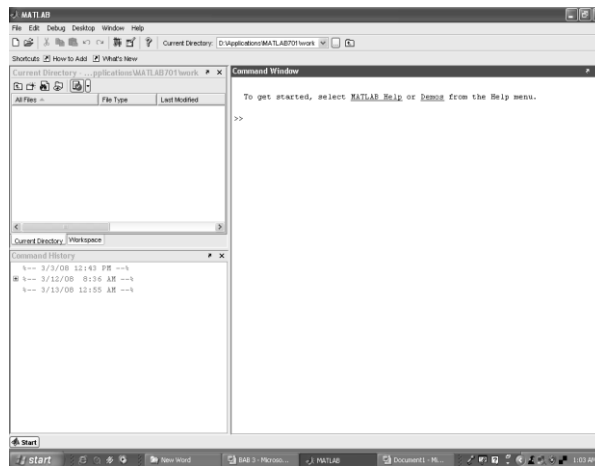 MATLAB
File Edit Debug Desktop Window Help
Current Directory: D:\Applications\MATLAB701\work
Shortcuts How to Add What's New
Current Directory - ...pplications\MATLAB701\work
All Files File Type Last Modified
Current Directory Workspace
Command History
%-- 3/3/08 12:43 PM --%
%-- 3/12/08 8:36 AM --%
%-- 3/13/08 12:55 AM --%
Command Window
To get started, select MATLAB Help or Demos from the Help menu.
>>
Start
start New Word BAB 3 - Microso... MATLAB Document1 - Mi... 1:03 AM